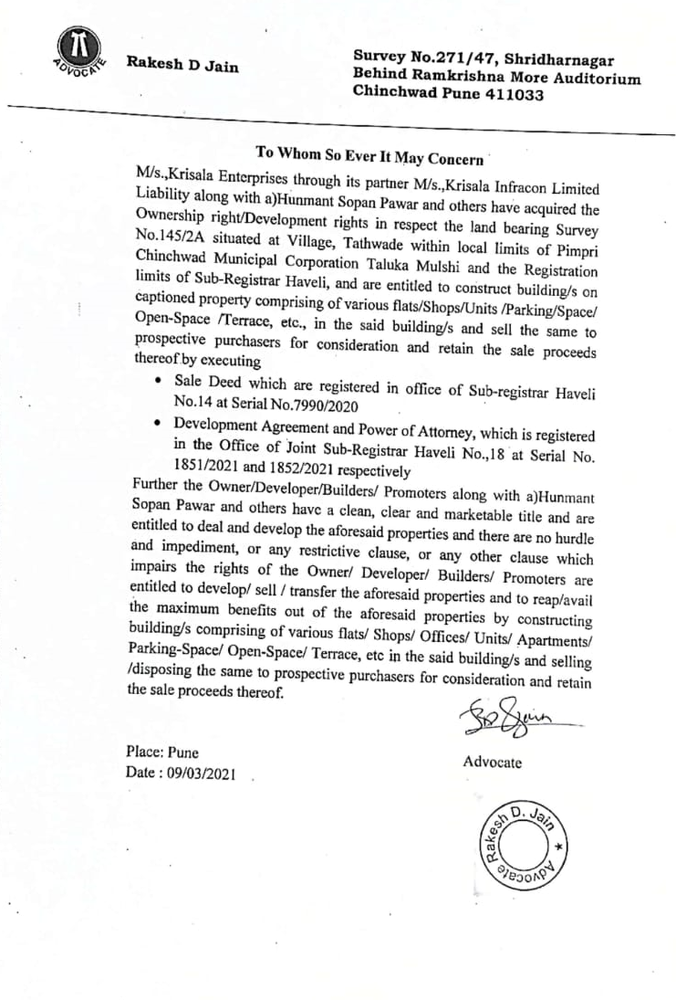 ADVOCATE
Rakesh D Jain
Survey No.271/47, Shridharnagar
Behind Ramkrishna More Auditorium
Chinchwad Pune 411033
To Whom So Ever It May Concern
M/s.,Krisala Enterprises through its partner M/s.,Krisala Infracon Limited
Liability along with a)Hunmant Sopan Pawar and others have acquired the
Ownership right/Development rights in respect the land bearing Survey
No.145/2A situated at Village, Tathwade within local limits of Pimpri
Chinchwad Municipal Corporation Taluka Mulshi and the Registration
limits of Sub-Registrar Haveli, and are entitled to construct building/s on
captioned property comprising of various flats/Shops/Units /Parking/Space/
Open-Space /Terrace, etc., in the said building/s and sell the same to
prospective purchasers for consideration and retain the sale proceeds
thereof.by executing
• Sale Deed which are registered in office of Sub-registrar Haveli
No.14 at Serial No.7990/2020
• Development Agreement and Power of Attorney, which is registered
in the Office of Joint Sub-Registrar Haveli No.,18 at Serial No.
1851/2021 and 1852/2021 respectively
Further the Owner/Developer/Builders/ Promoters along with a)Hunmant
Sopan Pawar and others have a clean, clear and marketable title and are
entitled to deal and develop the aforesaid properties and there are no hurdle
and impediment, or any restrictive clause, or any other clause which
impairs the rights of the Owner/ Developer/ Builders/ Promoters are
entitled to develop/ sell / transfer the aforesaid properties and to reap/avail
the maximum benefits out of the aforesaid properties by constructing
building/s comprising of various flats/ Shops/ Offices/ Units/ Apartments/
Parking-Space/ Open-Space/ Terrace, etc in the said building/s and selling
/disposing the same to prospective purchasers for consideration and retain
the sale proceeds thereof.
Place: Pune
Date : 09/03/2021
Advocate
Rakesh D. Jain
Advocate *